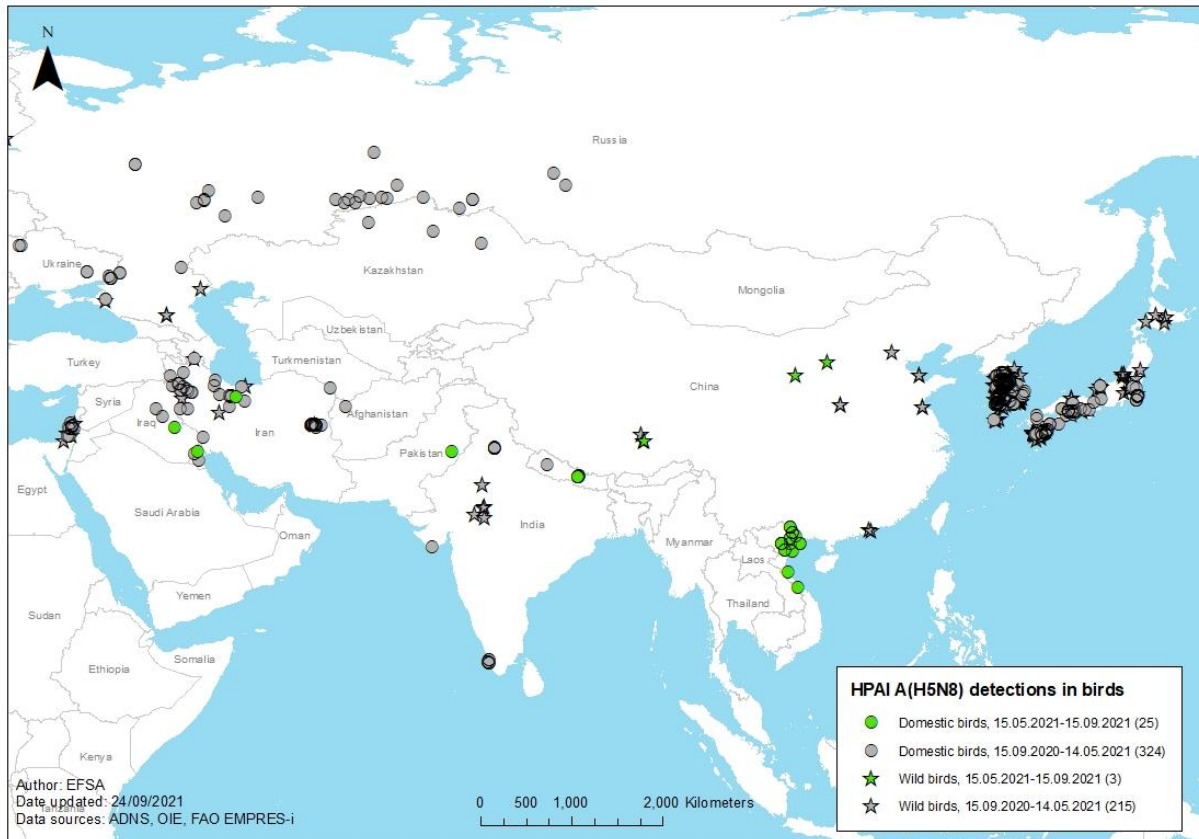 N
Russia
Ukraine
Kazakhstan
Mongolia
Uzbekistan
Turkmenistan
Turkey
Syria
Afghanistan
China
Iraq
Iran
Pakistan
Egypt
Saudi Arabia
Oman
India
Myanmar
Laos
Thailand
Yemen
Sudan
Ethiopia
Somalia
Kenya
Tanzania
HPAI A(H5N8) detections in birds
Domestic birds, 15.05.2021-15.09.2021 (25)
Domestic birds, 15.09.2020-14.05.2021 (324)
Wild birds, 15.05.2021-15.09.2021 (3)
Wild birds, 15.09.2020-14.05.2021 (215)
Author: EFSA
Date updated: 24/09/2021
Data sources: ADNS, OIE, FAO EMPRES-i
0 500 1,000 2,000 Kilometers